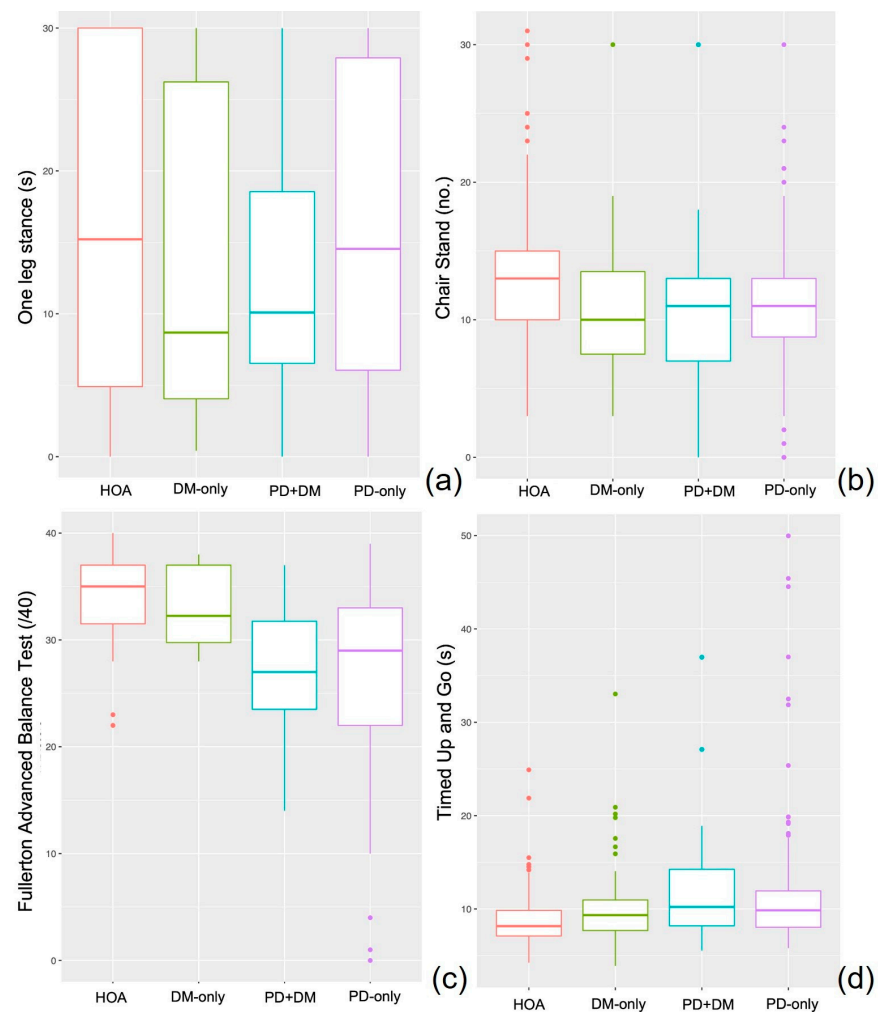 30
20
10
0
One leg stance (s)
HOA
DM-only
PD+DM
PD-only
(a)
30
20
10
0
Chair Stand (no.)
HOA
DM-only
PD+DM
PD-only
(b)
40
30
20
10
0
Fullerton Advanced Balance Test (/40)
HOA
DM-only
PD+DM
PD-only
(c)
50
40
30
20
10
Timed Up and Go (s)
HOA
DM-only
PD+DM
PD-only
(d)